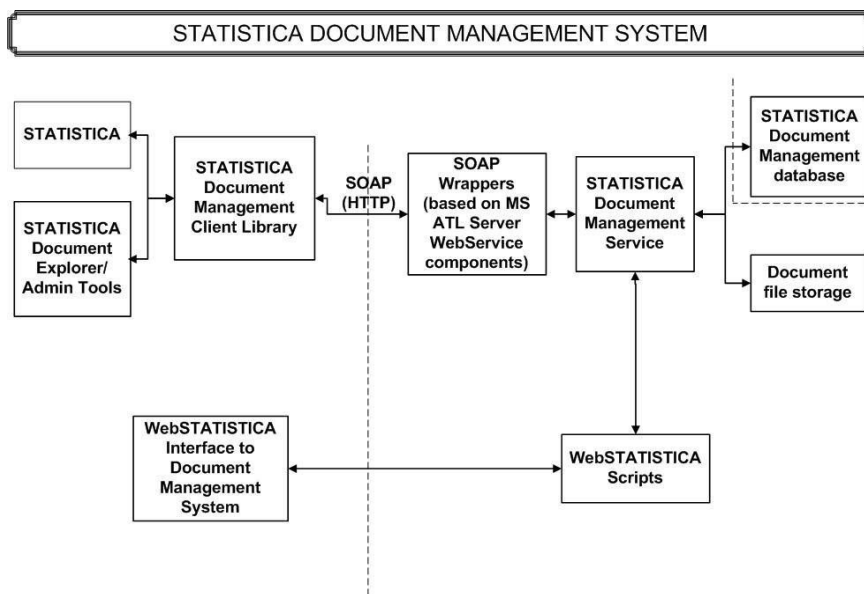 STATISTICA DOCUMENT MANAGEMENT SYSTEM
STATISTICA
STATISTICA
Document
Explorer/
Admin Tools
STATISTICA
Document
Management
Client Library
SOAP
(HTTP)
SOAP
Wrappers
(based on MS
ATL Server
WebService
components)
STATISTICA
Document
Management
Service
STATISTICA
Document
Management
database
Document
file storage
WebSTATISTICA
Interface to
Document
Management
System
WebSTATISTICA
Scripts